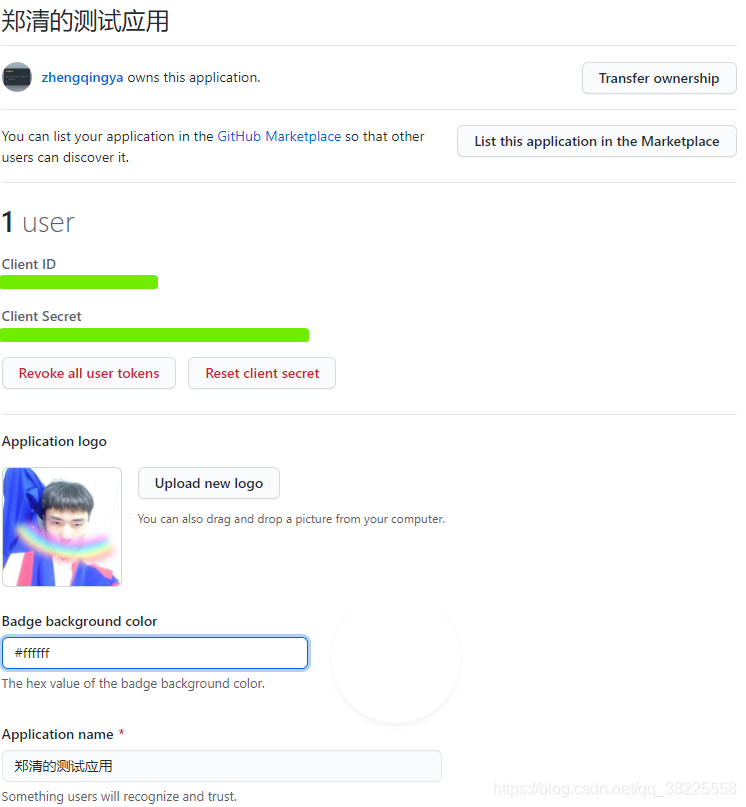 郑清的测试应用
zhengqingya owns this application.
Transfer ownership
You can list your application in the GitHub Marketplace so that other
users can discover it.
List this application in the Marketplace
1 user
Client ID
Client Secret
Revoke all user tokens
Reset client secret
Application logo
Upload new logo
You can also drag and drop a picture from your computer.
Badge background color
#ffffff
The hex value of the badge background color.
Application name *
郑清的测试应用
Something users will recognize and trust.
https://blog.csdn.net/qq_38225558